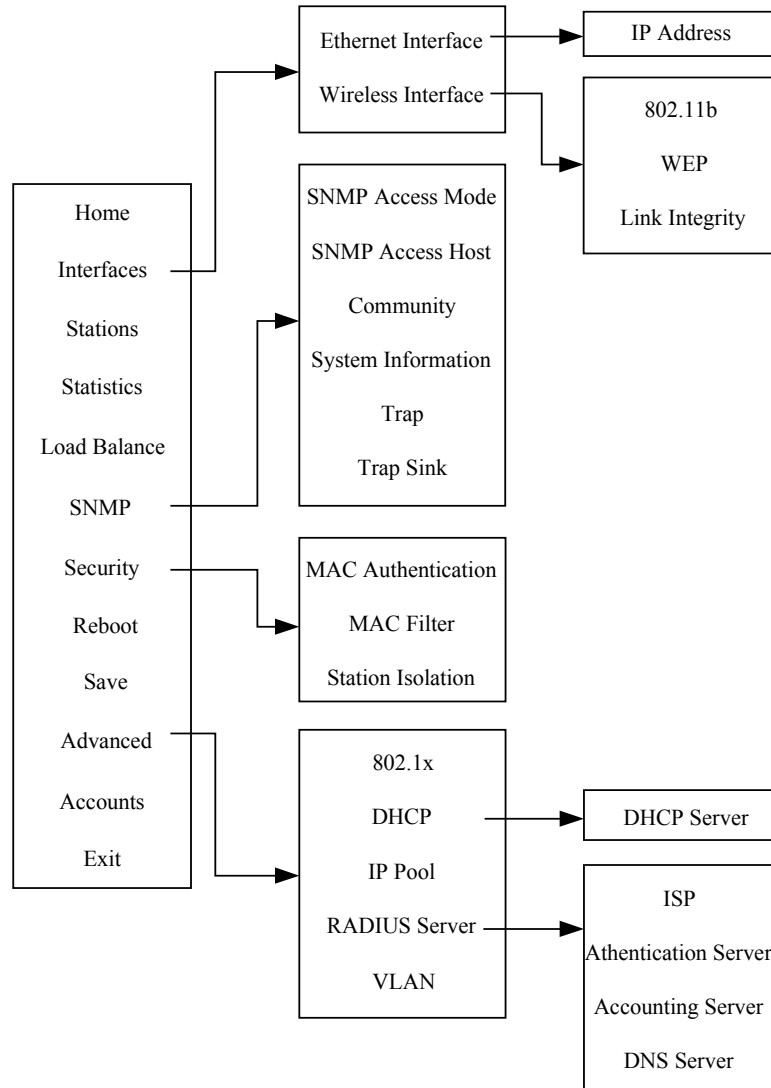 Home
Interfaces
Stations
Statistics
Load Balance
SNMP
Security
Reboot
Save
Advanced
Accounts
Exit
Ethernet Interface
Wireless Interface
SNMP Access Mode
SNMP Access Host
Community
System Information
Trap
Trap Sink
MAC Authentication
MAC Filter
Station Isolation
802.1x
DHCP
IP Pool
RADIUS Server
VLAN
IP Address
802.11b
WEP
Link Integrity
DHCP Server
ISP
Athentication Server
Accounting Server
DNS Server